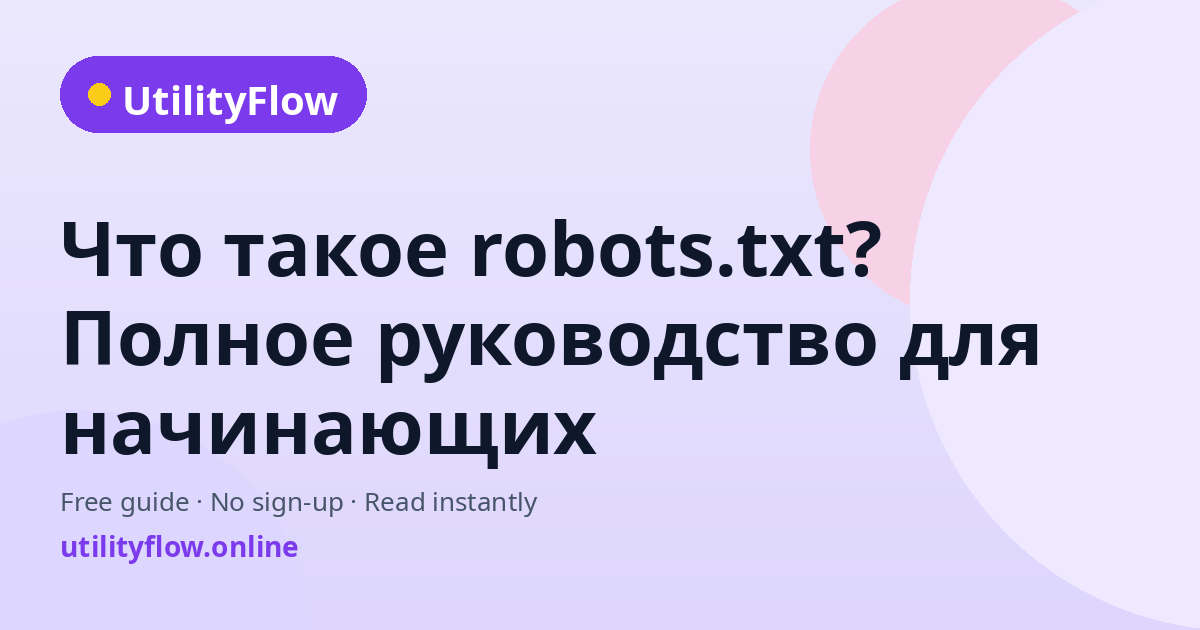 UtilityFlow
Что такое robots.txt?
Полное руководство для
начинающих
Free guide · No sign-up · Read instantly
utilityflow.online